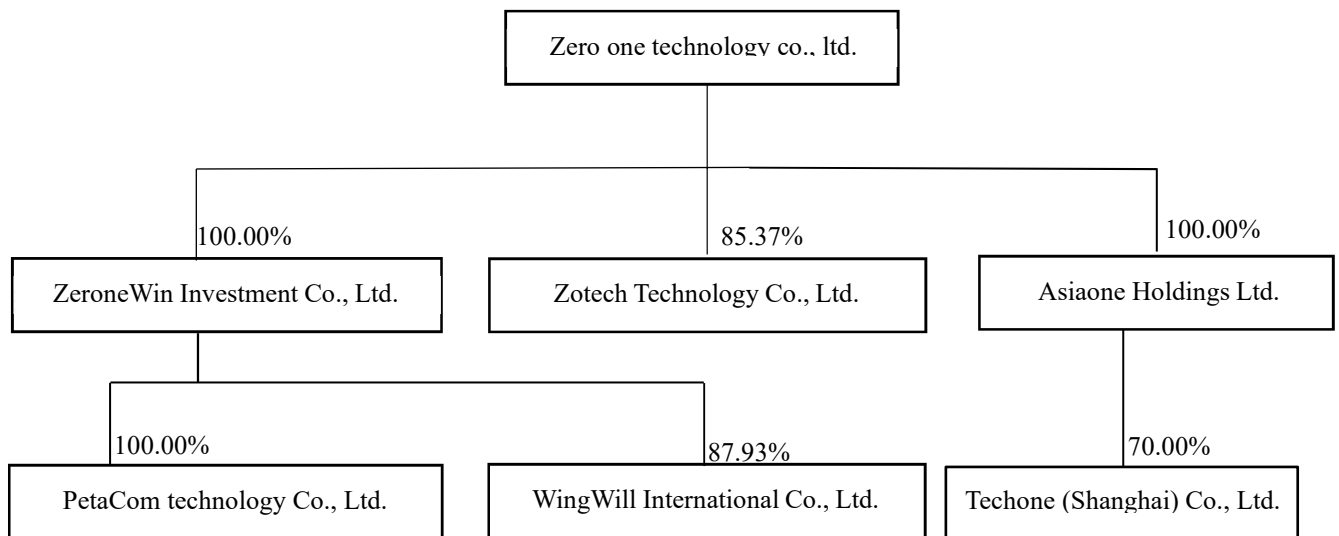 Zero one technology co., ltd.
100.00%
85.37%
100.00%
ZeroneWin Investment Co., Ltd.
Zotech Technology Co., Ltd.
Asiaone Holdings Ltd.
100.00%
87.93%
70.00%
PetaCom technology Co., Ltd.
WingWill International Co., Ltd.
Techone (Shanghai) Co., Ltd.